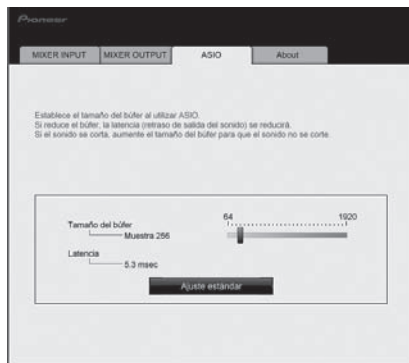 Pioneer
MIXER INPUT MIXER OUTPUT ASIO About
Establece el tamaño del búfer al utilizar ASIO.
Si reduce el búfer, la latencia (retraso de salida del sonido) se reducirá.
Si el sonido se corta, aumente el tamaño del búfer para que el sonido no se corte.
64 1920
Tamaño del búfer
Muestra 256
Latencia
5.3 msec
Ajuste estándar